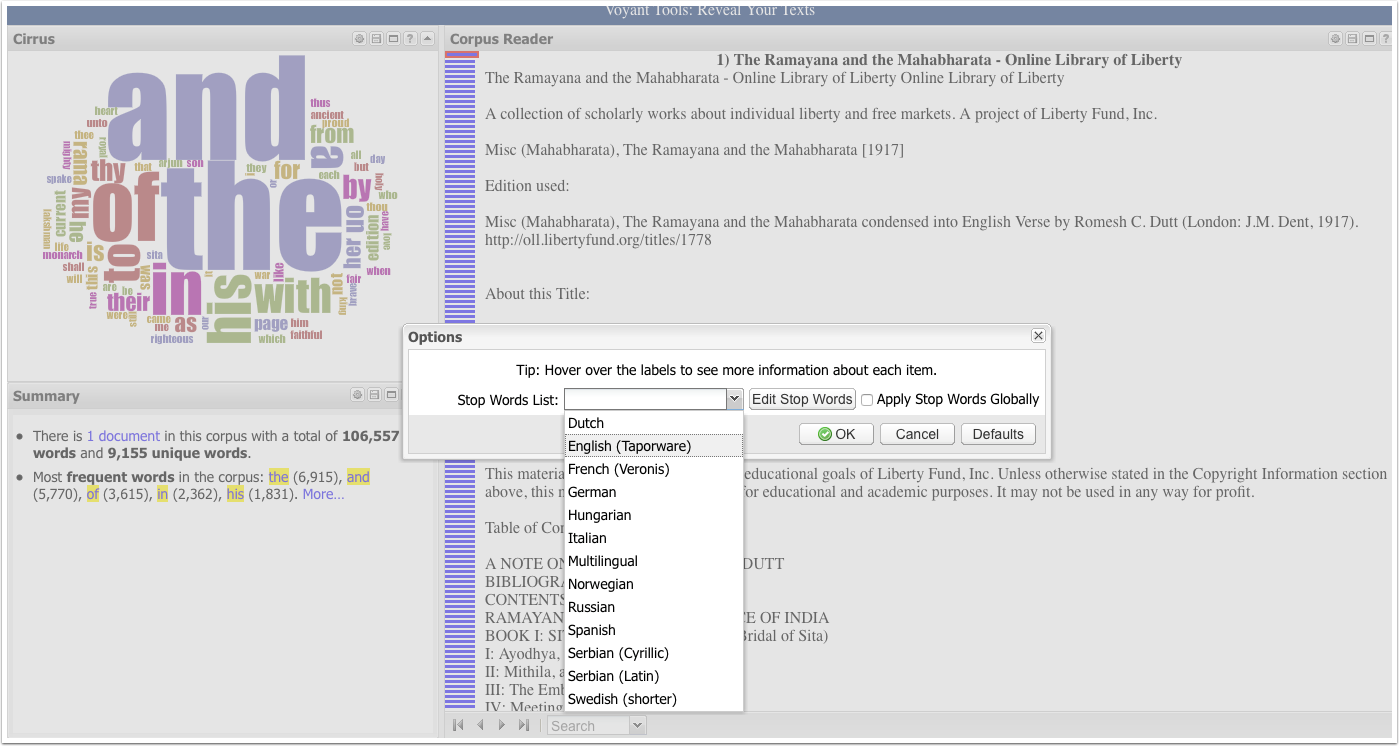 Voyant Tools: Reveal Your Texts
Cirrus
and
the
of
in
his
with
to
a
by
thy
from
for
her
on
he
my
rama
is
their
as
page
edition
current
thus
ancient
proud
heart
unto
thee
royal
mighty
spake
that
arjun
son
they
or
each
all
but
day
holy
who
thou
have
when
like
war
fair
you
king
brave
him
faithful
which
our
me
came
righteous
were
true
are
be
this
was
sita
will
shall
monarch
life
lakshman
Summary
There is 1 document in this corpus with a total of 106,557
words and 9,155 unique words.
Most frequent words in the corpus: the (6,915), and
(5,770), of (3,615), in (2,362), his (1,831). More...
Corpus Reader
1) The Ramayana and the Mahabharata - Online Library of Liberty
The Ramayana and the Mahabharata - Online Library of Liberty Online Library of Liberty
A collection of scholarly works about individual liberty and free markets. A project of Liberty Fund, Inc.
Misc (Mahabharata), The Ramayana and the Mahabharata [1917]
Edition used:
Misc (Mahabharata), The Ramayana and the Mahabharata condensed into English Verse by Romesh C. Dutt (London: J.M. Dent, 1917).
http://oll.libertyfund.org/titles/1778
About this Title:
Options
Tip: Hover over the labels to see more information about each item.
Stop Words List:
Edit Stop Words
Apply Stop Words Globally
OK
Cancel
Defaults
Dutch
English (Taporware)
French (Veronis)
German
Hungarian
Italian
Multilingual
Norwegian
Russian
Spanish
Serbian (Cyrillic)
Serbian (Latin)
Swedish (shorter)
This materia educational goals of Liberty Fund, Inc. Unless otherwise stated in the Copyright Information section
above, this m for educational and academic purposes. It may not be used in any way for profit.
Table of Con
A NOTE ON DUTT
BIBLIOGRA
CONTENTS
RAMAYAN CE OF INDIA
BOOK I: SI Bridal of Sita)
I: Ayodhya,
II: Mithila, a
III: The Emb
IV: Meeting
Search